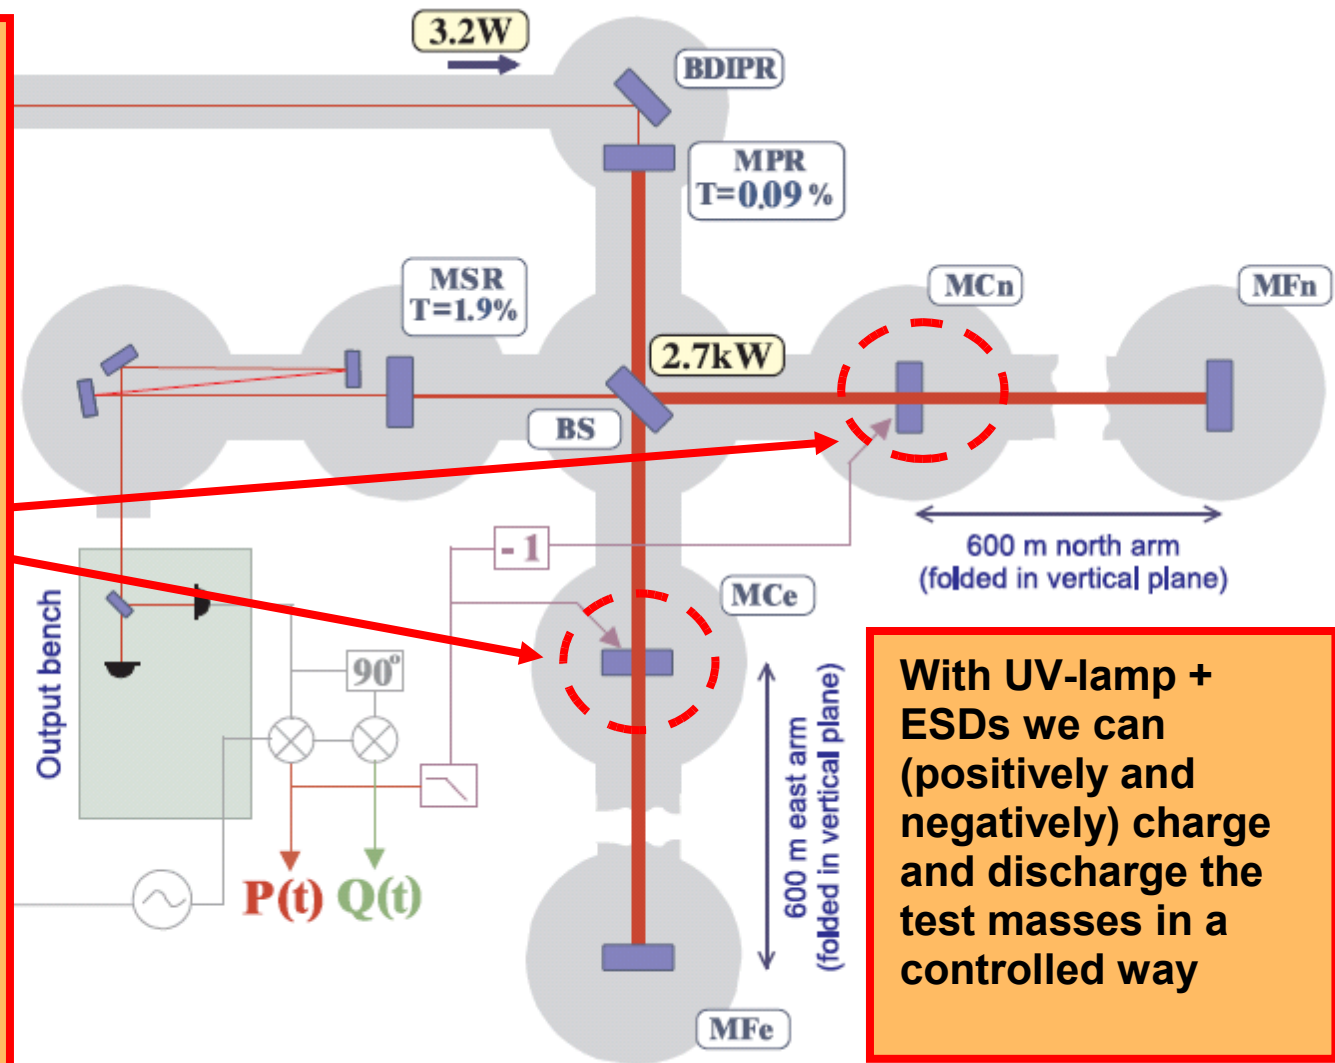 3.2W
BDIPR
MPR
T=0.09 %
MSR
T=1.9%
MCn
MFn
2.7kW
BS
- 1
600 m north arm
(folded in vertical plane)
MCe
Output bench
90°
600 m east arm
(folded in vertical plane)
P(t)
Q(t)
MFe
With UV-lamp +
ESDs we can
(positively and
negatively) charge
and discharge the
test masses in a
controlled way